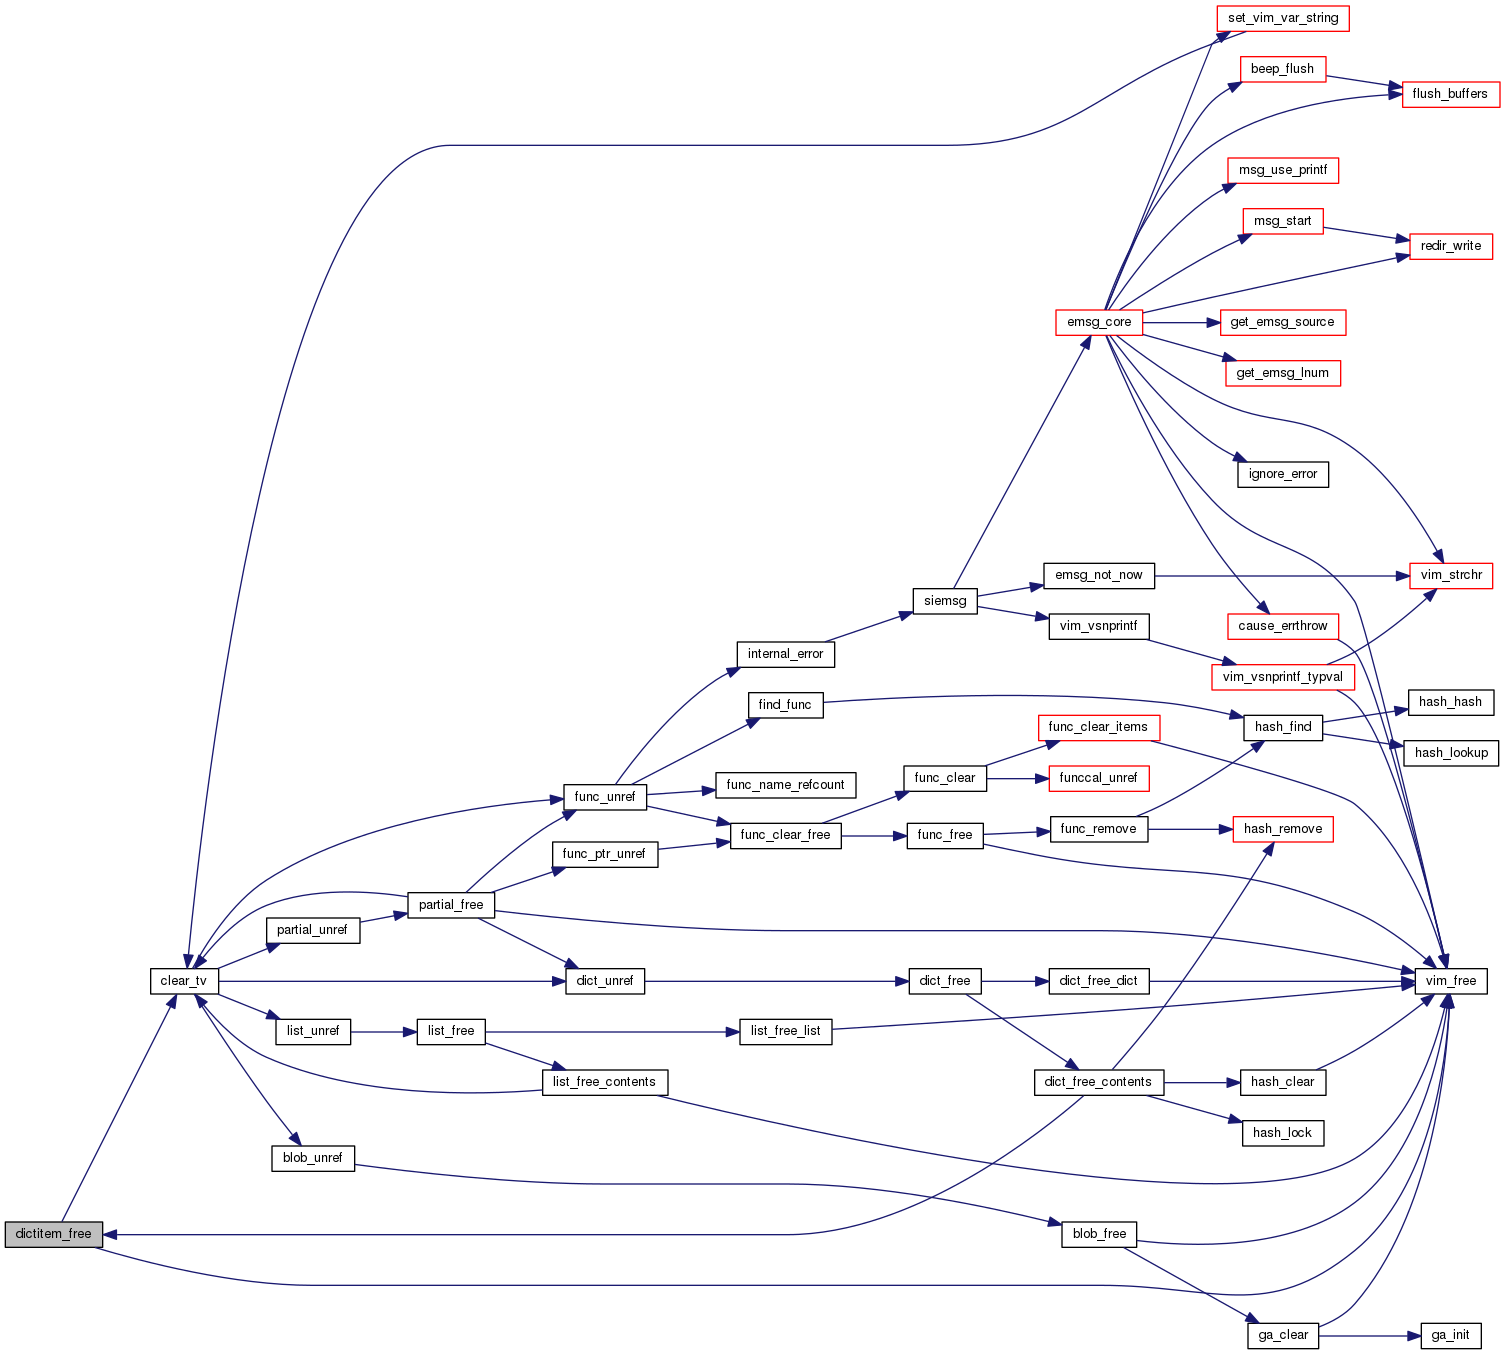 set_vim_var_string
beep_flush
flush_buffers
msg_use_printf
msg_start
redir_write
emsg_core
get_emsg_source
get_emsg_lnum
ignore_error
emsg_not_now
vim_strchr
siemsg
vim_vsnprintf
cause_errthrow
internal_error
vim_vsnprintf_typval
find_func
hash_hash
func_clear_items
hash_find
hash_lookup
func_unref
func_name_refcount
func_clear
funccal_unref
func_clear_free
func_free
func_remove
hash_remove
func_ptr_unref
partial_free
partial_unref
clear_tv
dict_unref
dict_free
dict_free_dict
vim_free
list_unref
list_free
list_free_list
list_free_contents
dict_free_contents
hash_clear
hash_lock
blob_unref
dictitem_free
blob_free
ga_clear
ga_init